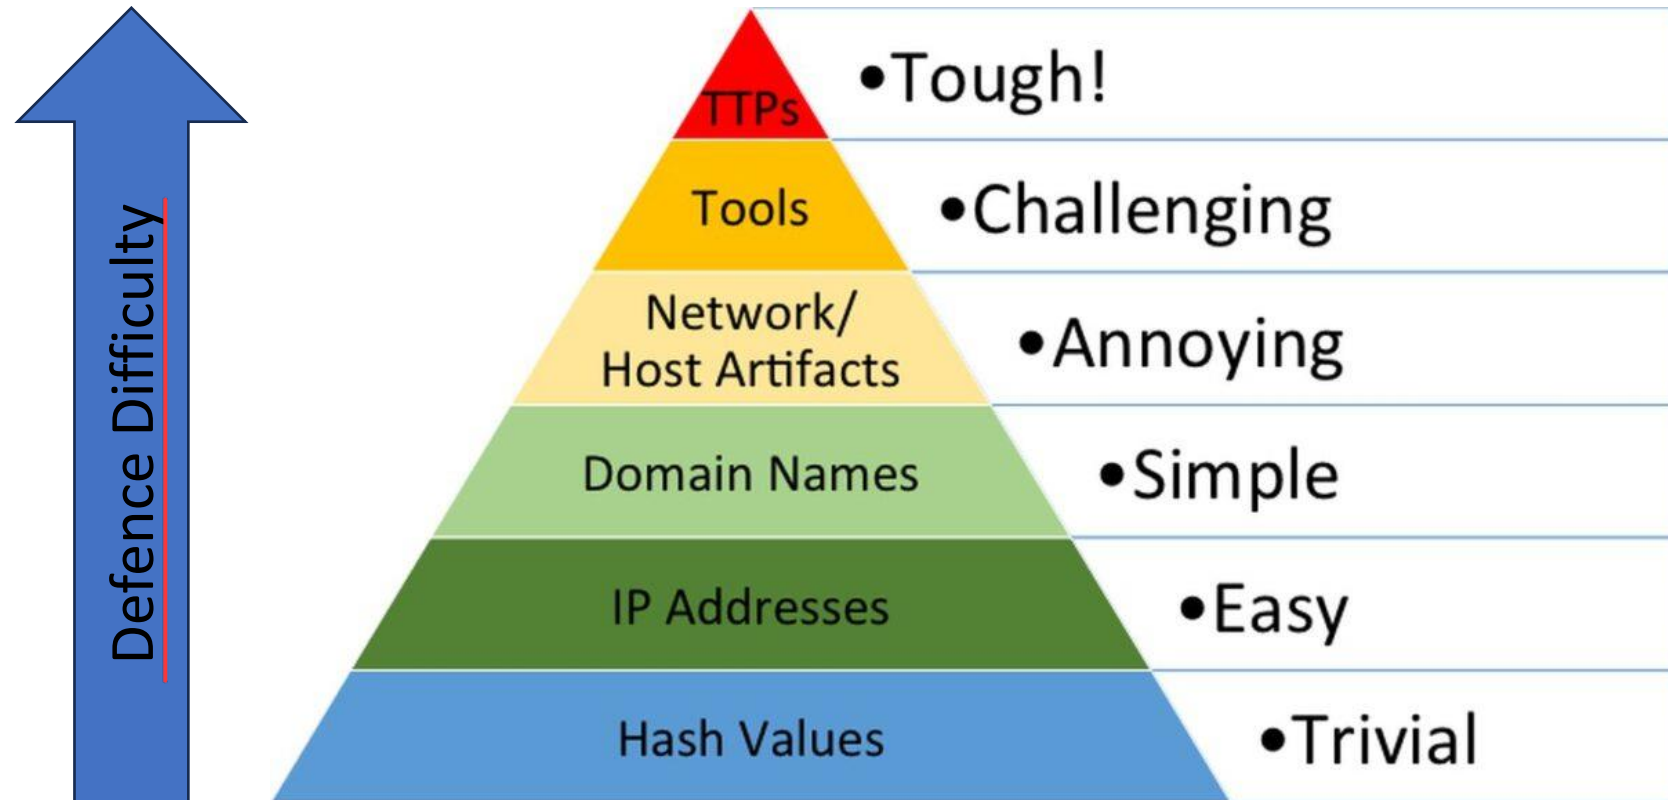 Defence Difficulty
TTPs
•Tough!
Tools
•Challenging
Network/
Host Artifacts
•Annoying
Domain Names
•Simple
IP Addresses
•Easy
Hash Values
•Trivial